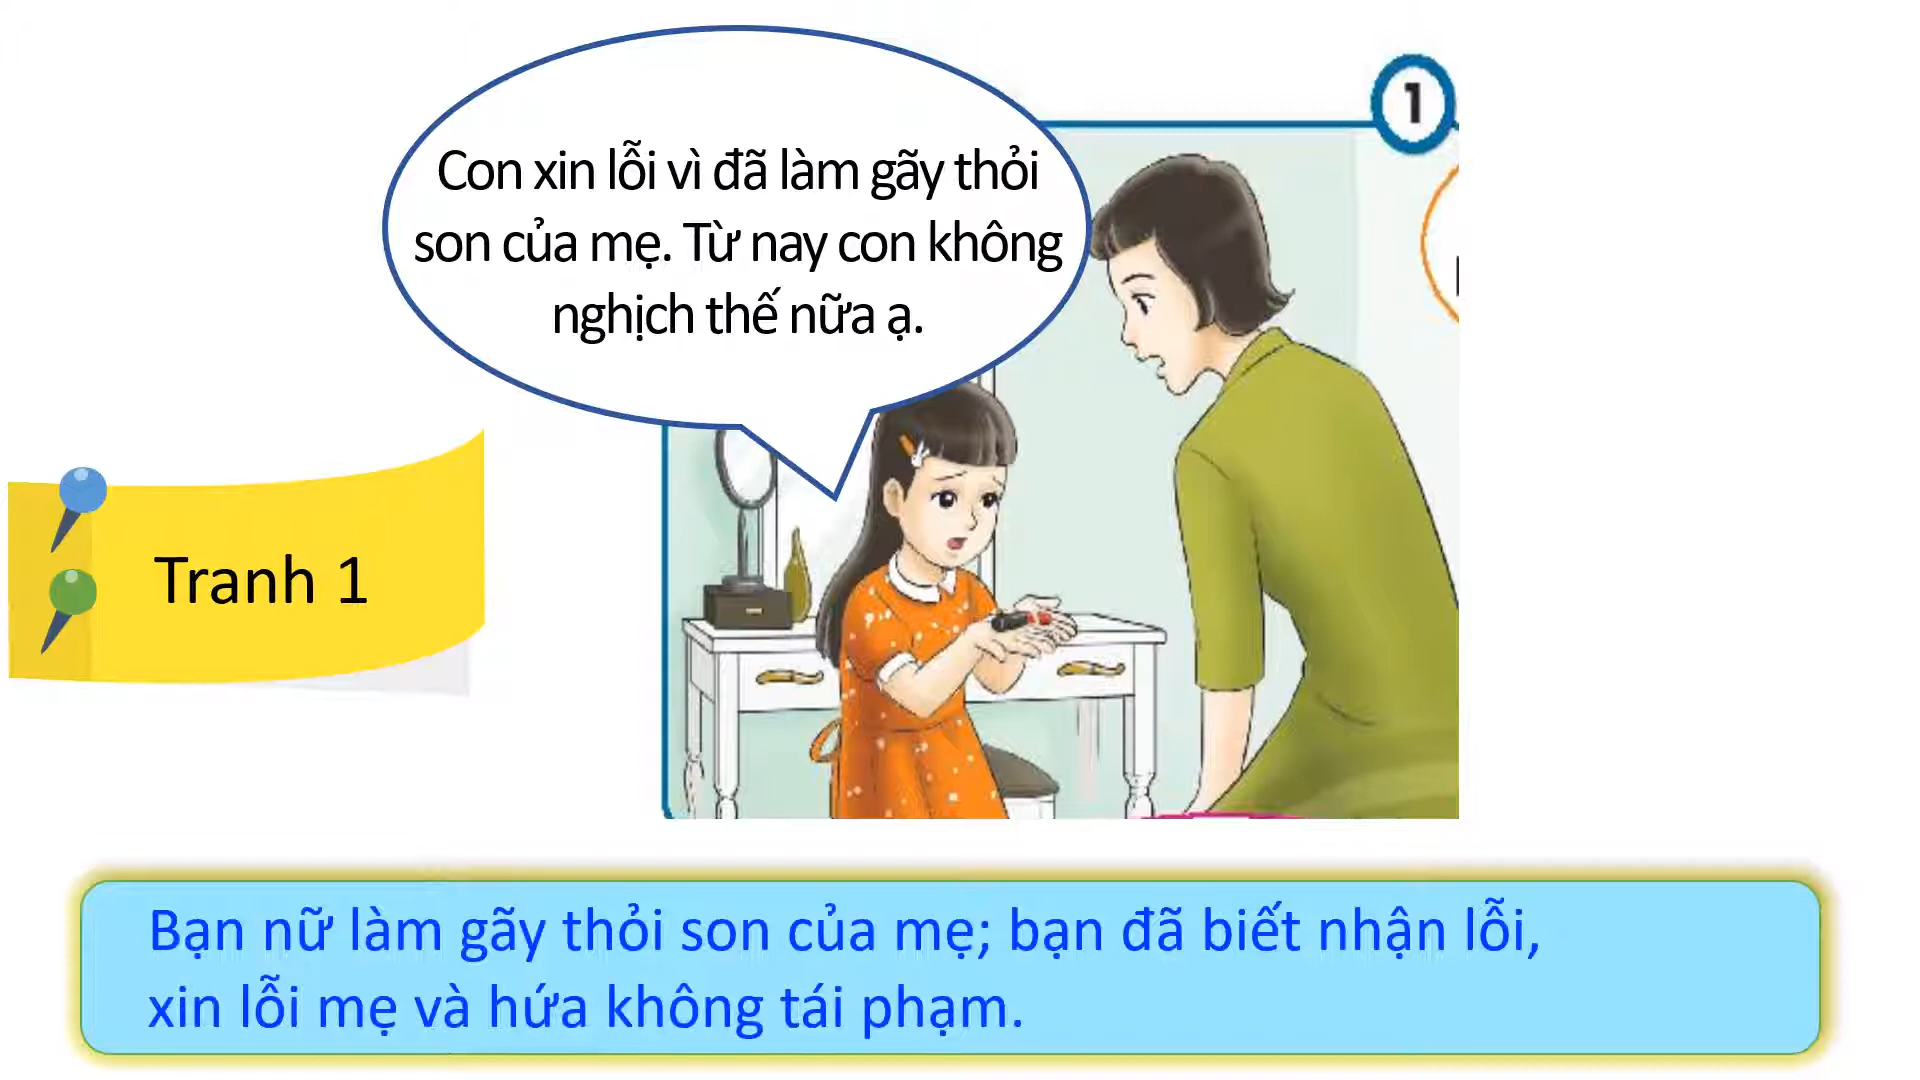 1
Con xin lỗi vì đã làm gãy thỏi
son của mẹ. Từ nay con không
nghịch thế nữa ạ.
Tranh 1
Bạn nữ làm gãy thỏi son của mẹ; bạn đã biết nhận lỗi,
xin lỗi mẹ và hứa không tái phạm.